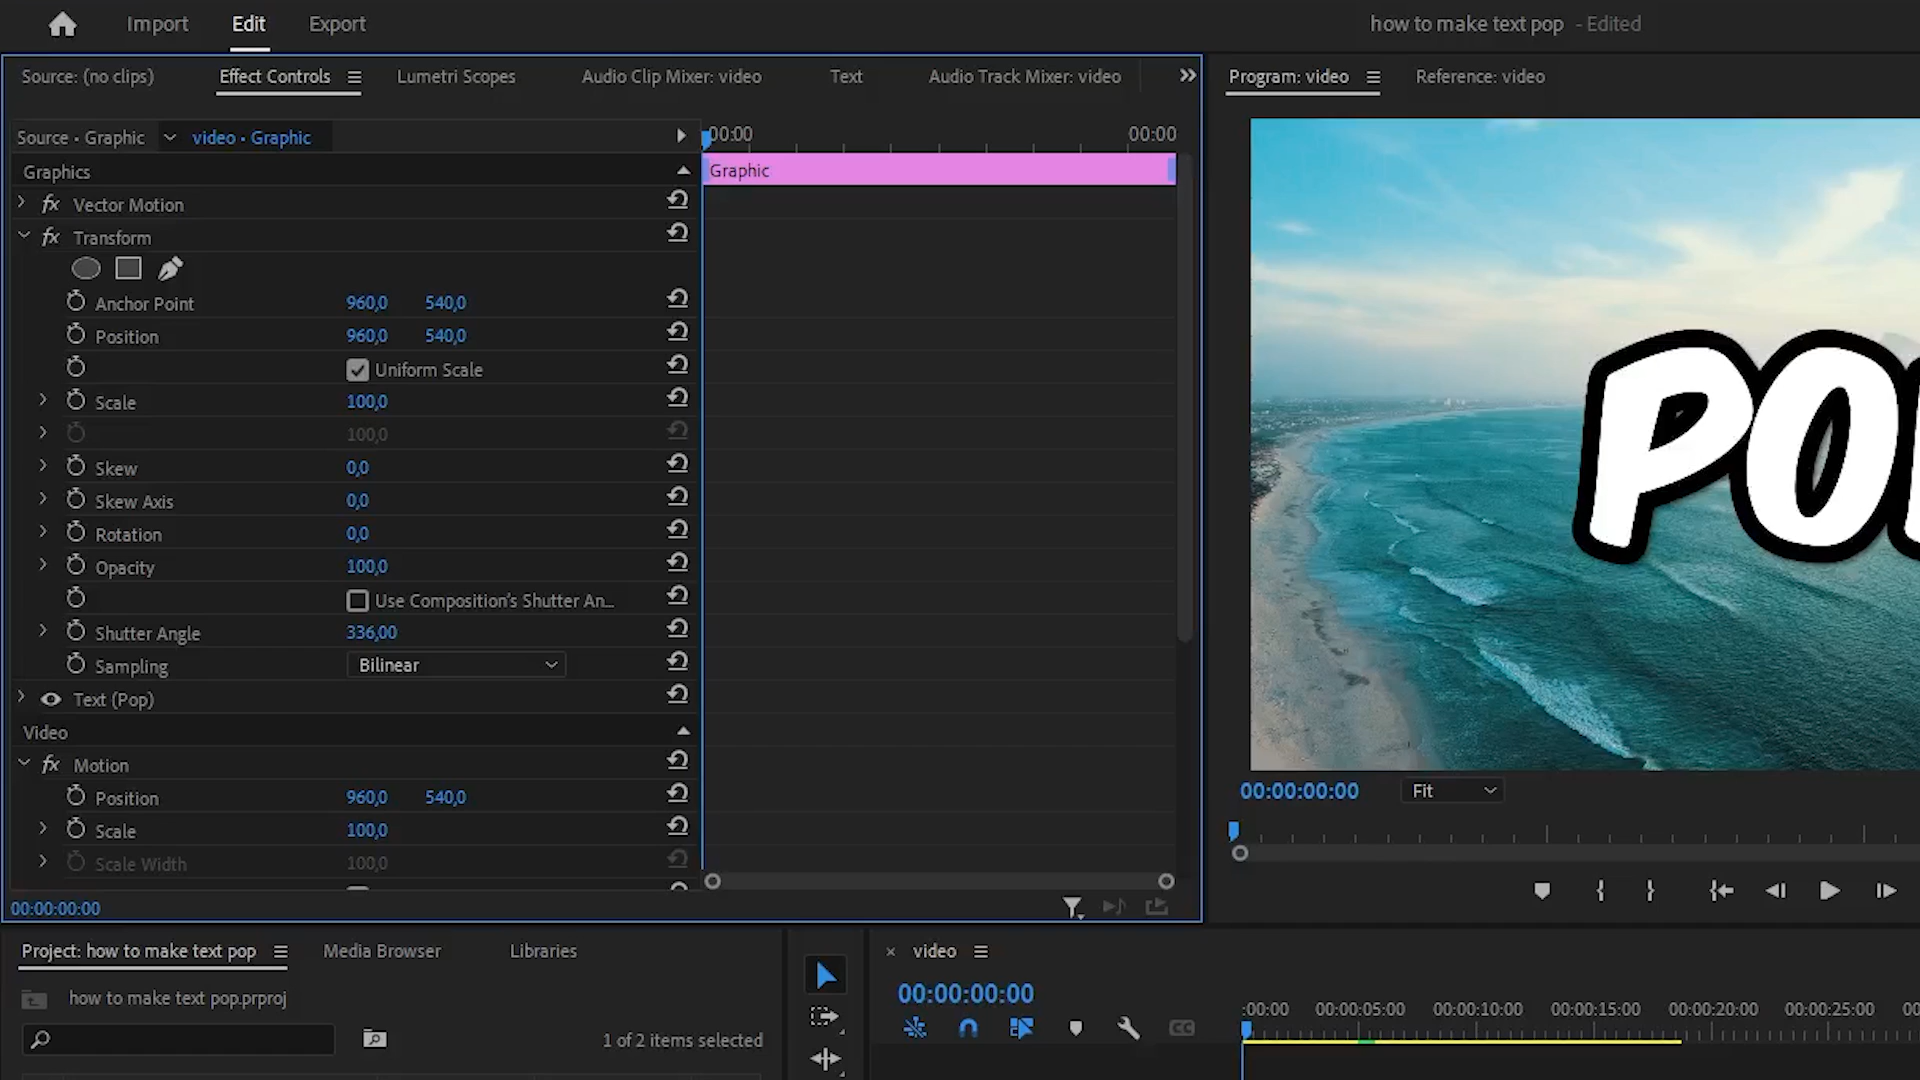 Import Edit Export how to make text pop - Edited
Source: (no clips) Effect Controls Lumetri Scopes Audio Clip Mixer: video Text Audio Track Mixer: video
Program: video Reference: video
Source · Graphic video · Graphic
:00:00 00:00
Graphics
Graphic
fx Vector Motion
fx Transform
Anchor Point 960,0 540,0
Position 960,0 540,0
Uniform Scale
Scale 100,0
100,0
Skew 0,0
Skew Axis 0,0
Rotation 0,0
Opacity 100,0
Use Composition's Shutter An...
Shutter Angle 336,00
Sampling Bilinear
Text (Pop)
Video
fx Motion
Position 960,0 540,0
Scale 100,0
Scale Width 100,0
00:00:00:00
PO
00:00:00:00 Fit
Project: how to make text pop Media Browser Libraries
how to make text pop.prproj
1 of 2 items selected
× video
00:00:00:00
:00:00 00:00:05:00 00:00:10:00 00:00:15:00 00:00:20:00 00:00:25:00 00
CC